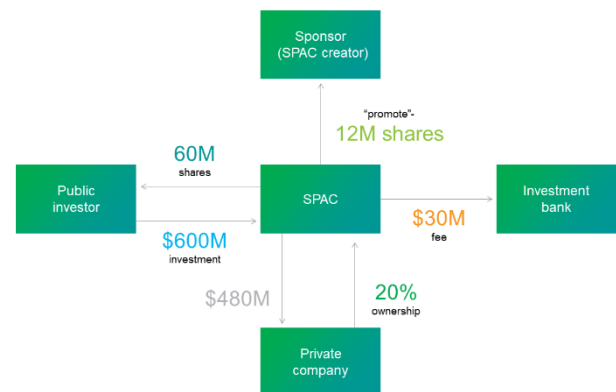 Sponsor
(SPAC creator)
"promote"-
12M shares
60M
shares
Public
investor
SPAC
Investment
bank
$600M
investment
$30M
fee
$480M
20%
ownership
Private
company